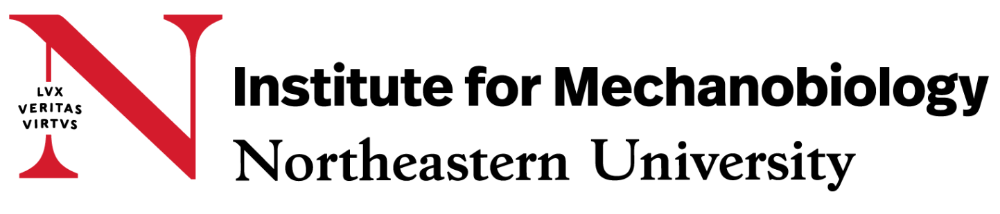 LVX
VERITAS
VIRTVS
Institute for Mechanobiology
Northeastern University